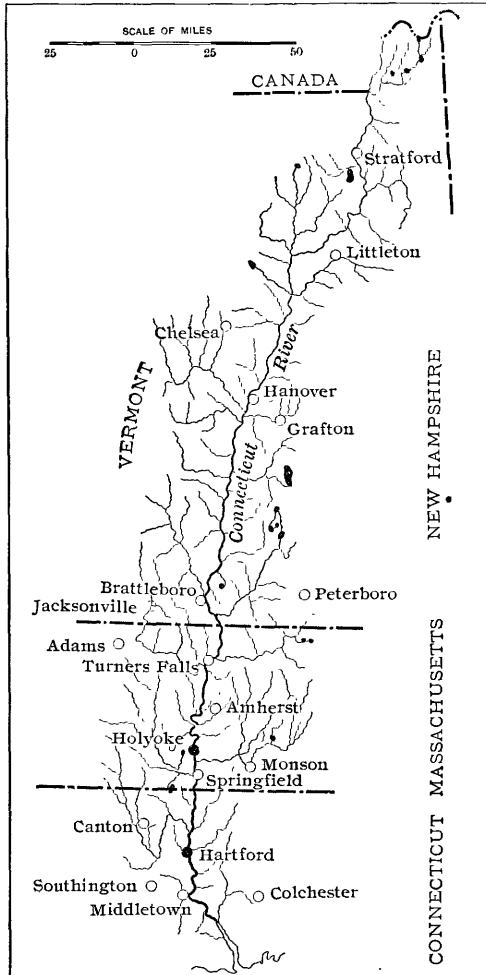 SCALE OF MILES
25 0 25 50
CANADA
Stratford
Littleton
Chelsea
River
Hanover
VERMONT
Grafton
Connecticut
NEW HAMPSHIRE
Brattleboro
Peterboro
Jacksonville
Adams
Turners Falls
MASSACHUSETTS
Amherst
Holyoke
Monson
Springfield
Canton
Hartford
CONNECTICUT
Southington
Colchester
Middletown